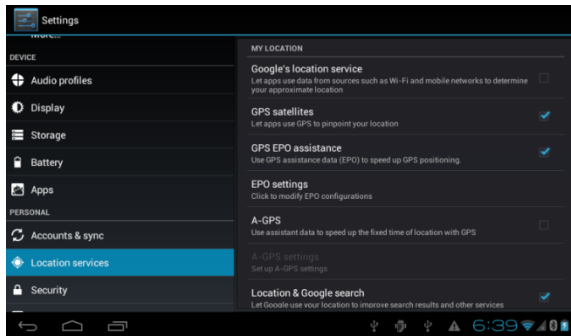 Settings
DEVICE
Audio profiles
Display
Storage
Battery
Apps
PERSONAL
Accounts & sync
Location services
Security
MY LOCATION
Google's location service
Let apps use data from sources such as Wi-Fi and mobile networks to determine
your approximate location
GPS satellites
Let apps use GPS to pinpoint your location
GPS EPO assistance
Use GPS assistance data (EPO) to speed up GPS positioning.
EPO settings
Click to modify EPO configurations
A-GPS
Use assistant data to speed up the fixed time of location with GPS
A-GPS settings
Set up A-GPS settings
Location & Google search
Let Google use your location to improve search results and other services
6:39